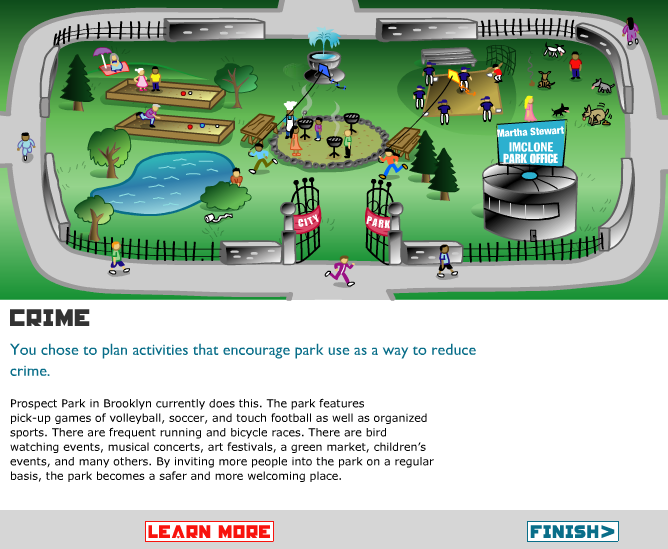 Martha Stewart
IMCLONE
PARK OFFICE
CITY PARK
CRIME
You chose to plan activities that encourage park use as a way to reduce
crime.
Prospect Park in Brooklyn currently does this. The park features
pick-up games of volleyball, soccer, and touch football as well as organized
sports. There are frequent running and bicycle races. There are bird
watching events, musical concerts, art festivals, a green market, children's
events, and many others. By inviting more people into the park on a regular
basis, the park becomes a safer and more welcoming place.
LEARN MORE
FINISH>